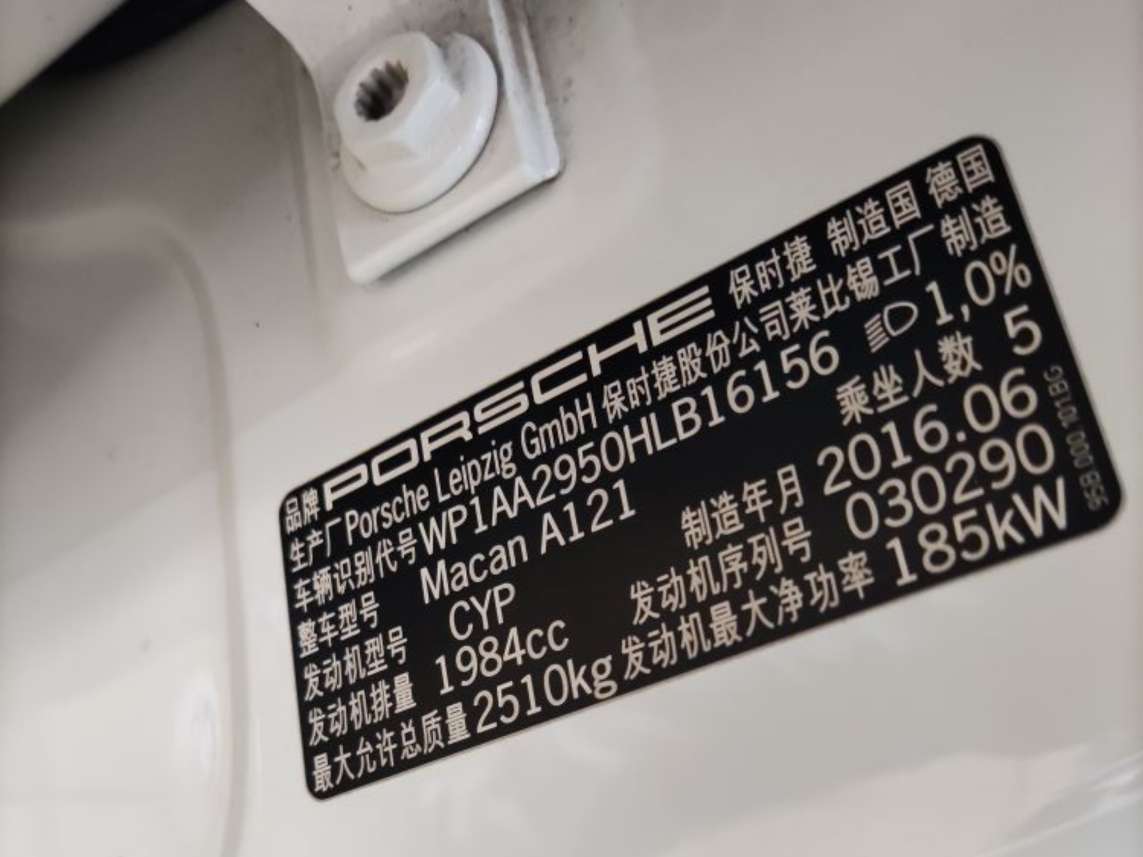 品牌 PORSCHE 保时捷 制造国 德国
生产厂 Porsche Leipzig GmbH 保时捷股份公司莱比锡工厂制造
车辆识别代号 WP1AA2950HLB16156 1,0%
整车型号 Macan A121 乘坐人数 5
发动机型号 CYP 制造年月 2016.06
发动机排量 1984cc 发动机序列号 030290
最大允许总质量 2510kg 发动机最大净功率 185kW